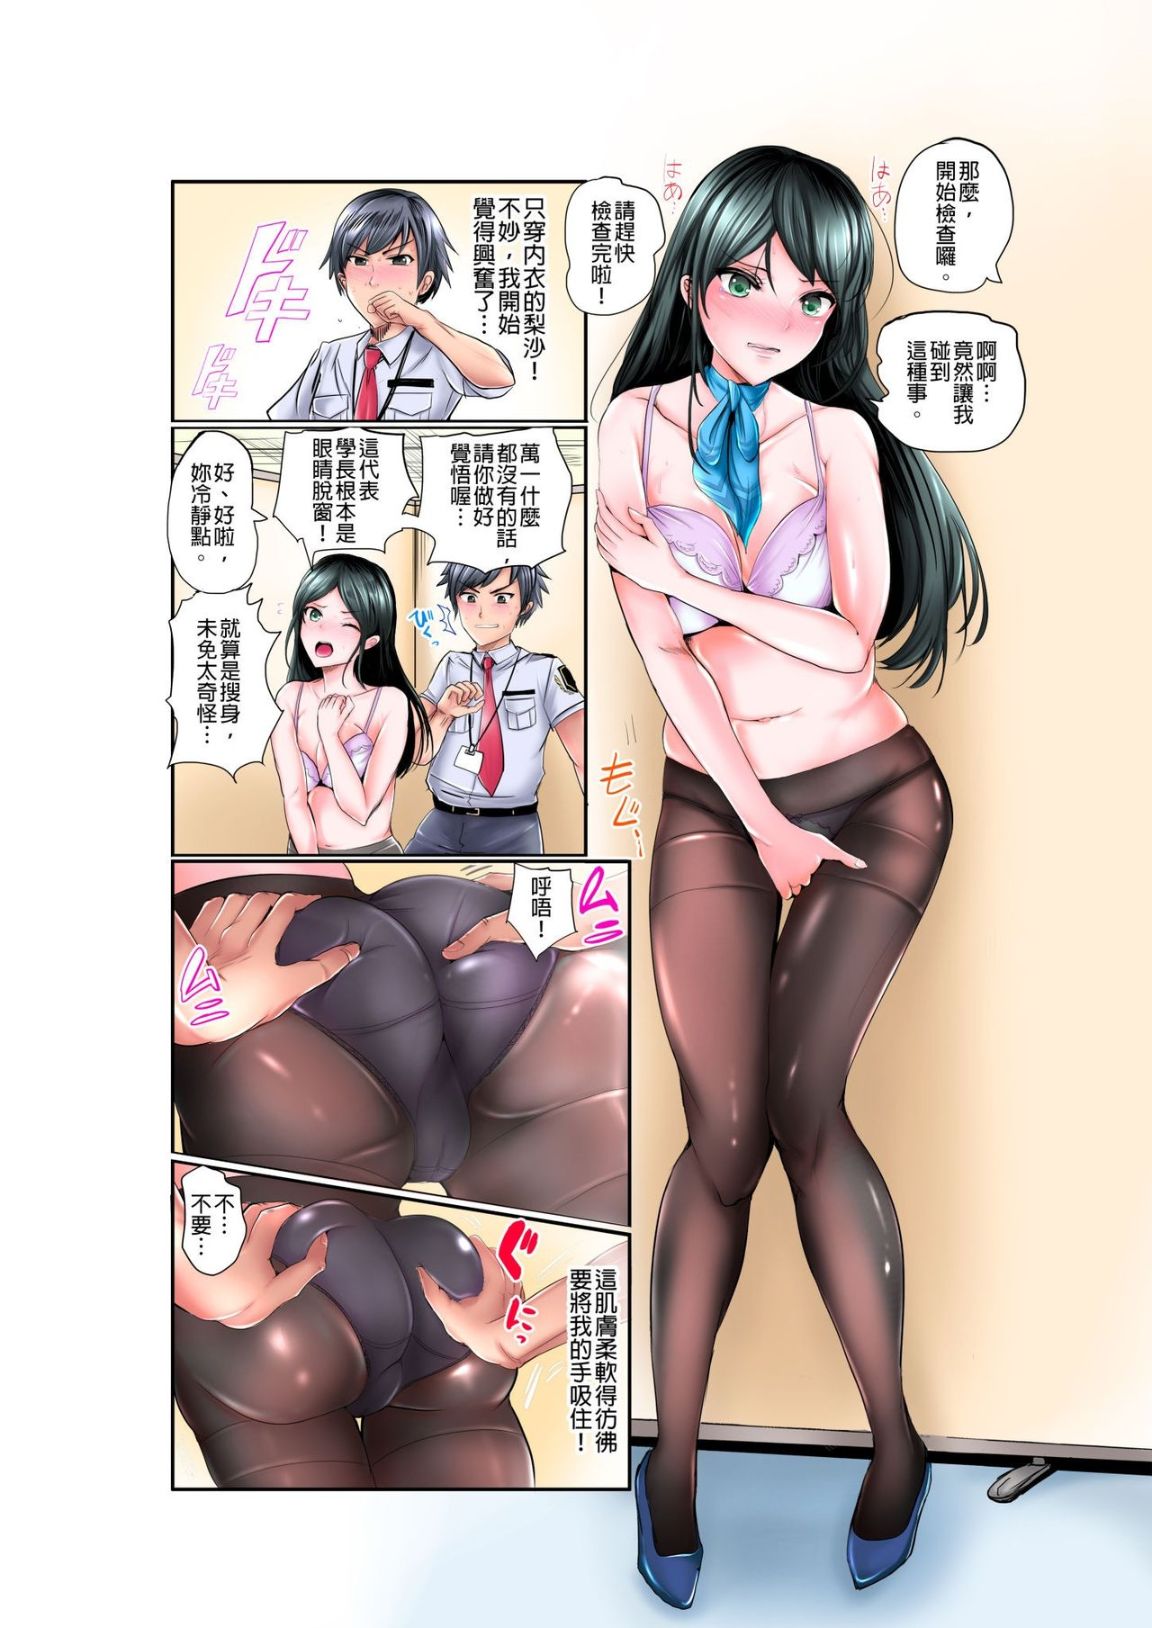 那麼，
開始檢查囉。
啊啊…
竟然讓我
碰到
這種事。
はあ…
はあ…
請趕快
檢查完啦！
もぐ…
只穿內衣的梨沙！
不妙，我開始
覺得興奮了…
ドキ
ドキ
萬一什麼
都沒有的話，
請你做好
覺悟喔…
這代表
學長根本是
眼睛脫窗！
好、好啦，
妳冷靜點。
びくっ
就算是搜身，
未免太奇怪…
呼唔！
ムニ
ムニ
不…
不要…
ぐにっ
這肌膚柔軟得彷彿
要將我的手吸住！